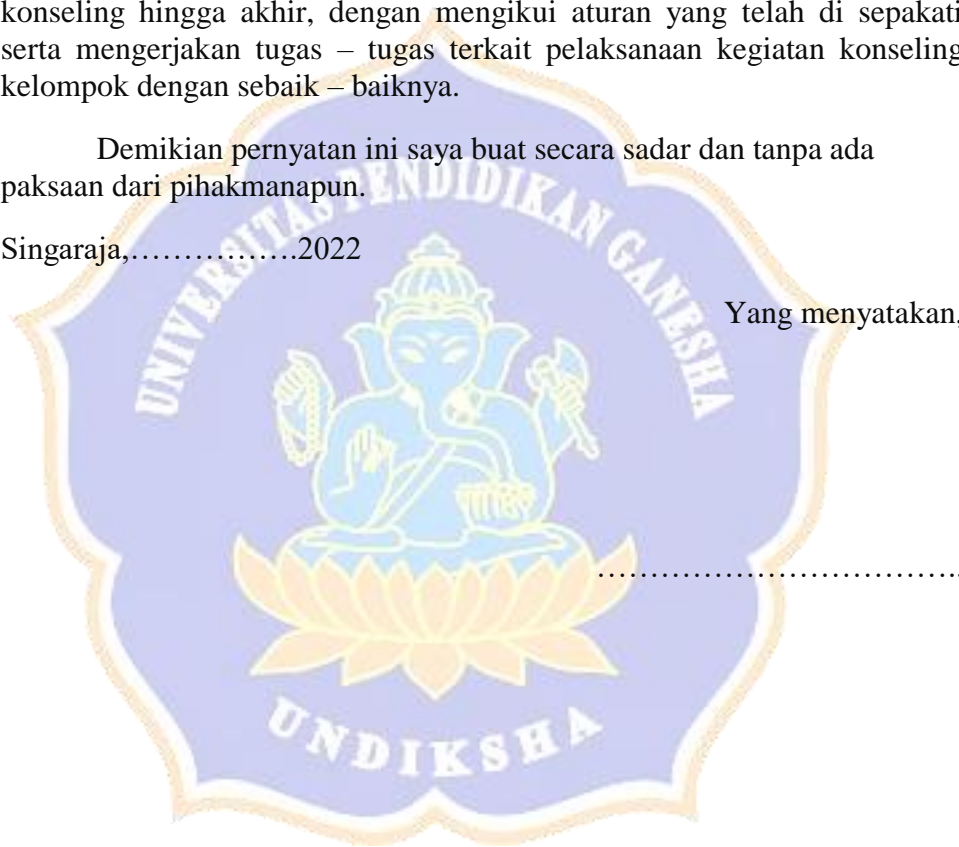 konseling hingga akhir, dengan mengikui aturan yang telah di sepakati
serta mengerjakan tugas – tugas terkait pelaksanaan kegiatan konseling
kelompok dengan sebaik – baiknya.
Demikian pernyatan ini saya buat secara sadar dan tanpa ada
paksaan dari pihakmanapun.
Singaraja,…………….2022
Yang menyatakan,
……………………………..
UNIVERSITAS PENDIDIKAN GANESHA
UNDIKSHA